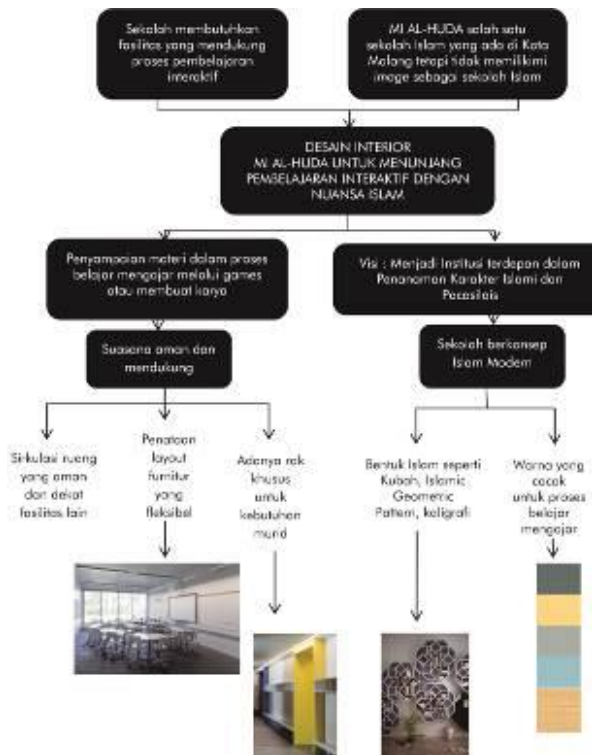 Sekolah membutuhkan
fasilitas yang mendukung
proses pembelajaran
interaktif
MI AL-HUDA salah satu
sekolah Islam yang ada di Kota
Malang tetapi tidak memilikimi
image sebagai sekolah Islam
DESAIN INTERIOR
MI AL-HUDA UNTUK MENUNJANG
PEMBELAJARAN INTERAKTIF DENGAN
NUANSA ISLAM
Penyampaian materi dalam proses
belajar mengajar melalui games
atau membuat karya
Visi : Menjadi Institusi terdepan dalam
Pananaman Karakter Islami dan
Pacasilais
Suasana aman dan
mendukung
Sekolah berkonsep
Islam Modern
Sirkulasi ruang
yang aman
dan dekat
fasilitas lain
Penataan
layout
furnitur
yang
fleksibel
Adanya rak
khusus
untuk
kebutuhan
murid
Bentuk Islam seperti
Kubah, Islamic
Geometric
Pattern, kaligrafi
Warna yang
cocok
untuk proses
belajar
mengajar